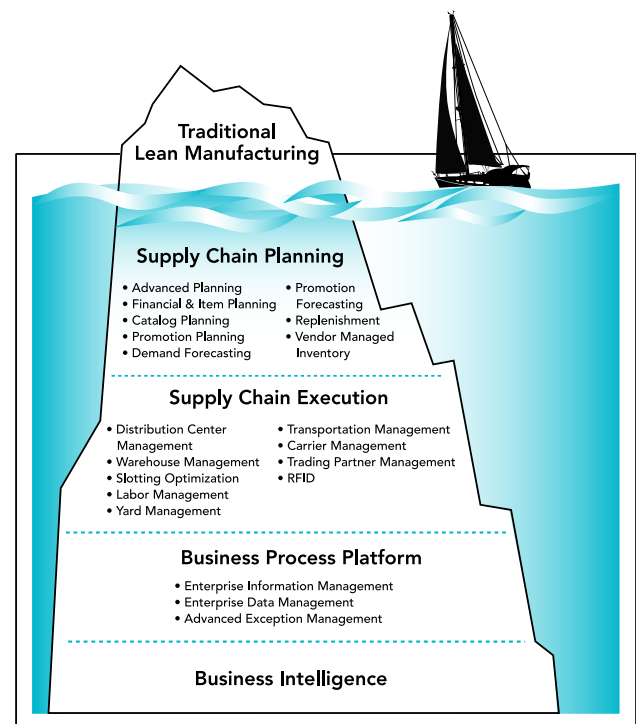 Traditional
Lean Manufacturing
Supply Chain Planning
• Advanced Planning
• Financial & Item Planning
• Catalog Planning
• Promotion Planning
• Demand Forecasting
• Promotion
Forecasting
• Replenishment
• Vendor Managed
Inventory
Supply Chain Execution
• Distribution Center
Management
• Warehouse Management
• Slotting Optimization
• Labor Management
• Yard Management
• Transportation Management
• Carrier Management
• Trading Partner Management
• RFID
Business Process Platform
• Enterprise Information Management
• Enterprise Data Management
• Advanced Exception Management
Business Intelligence